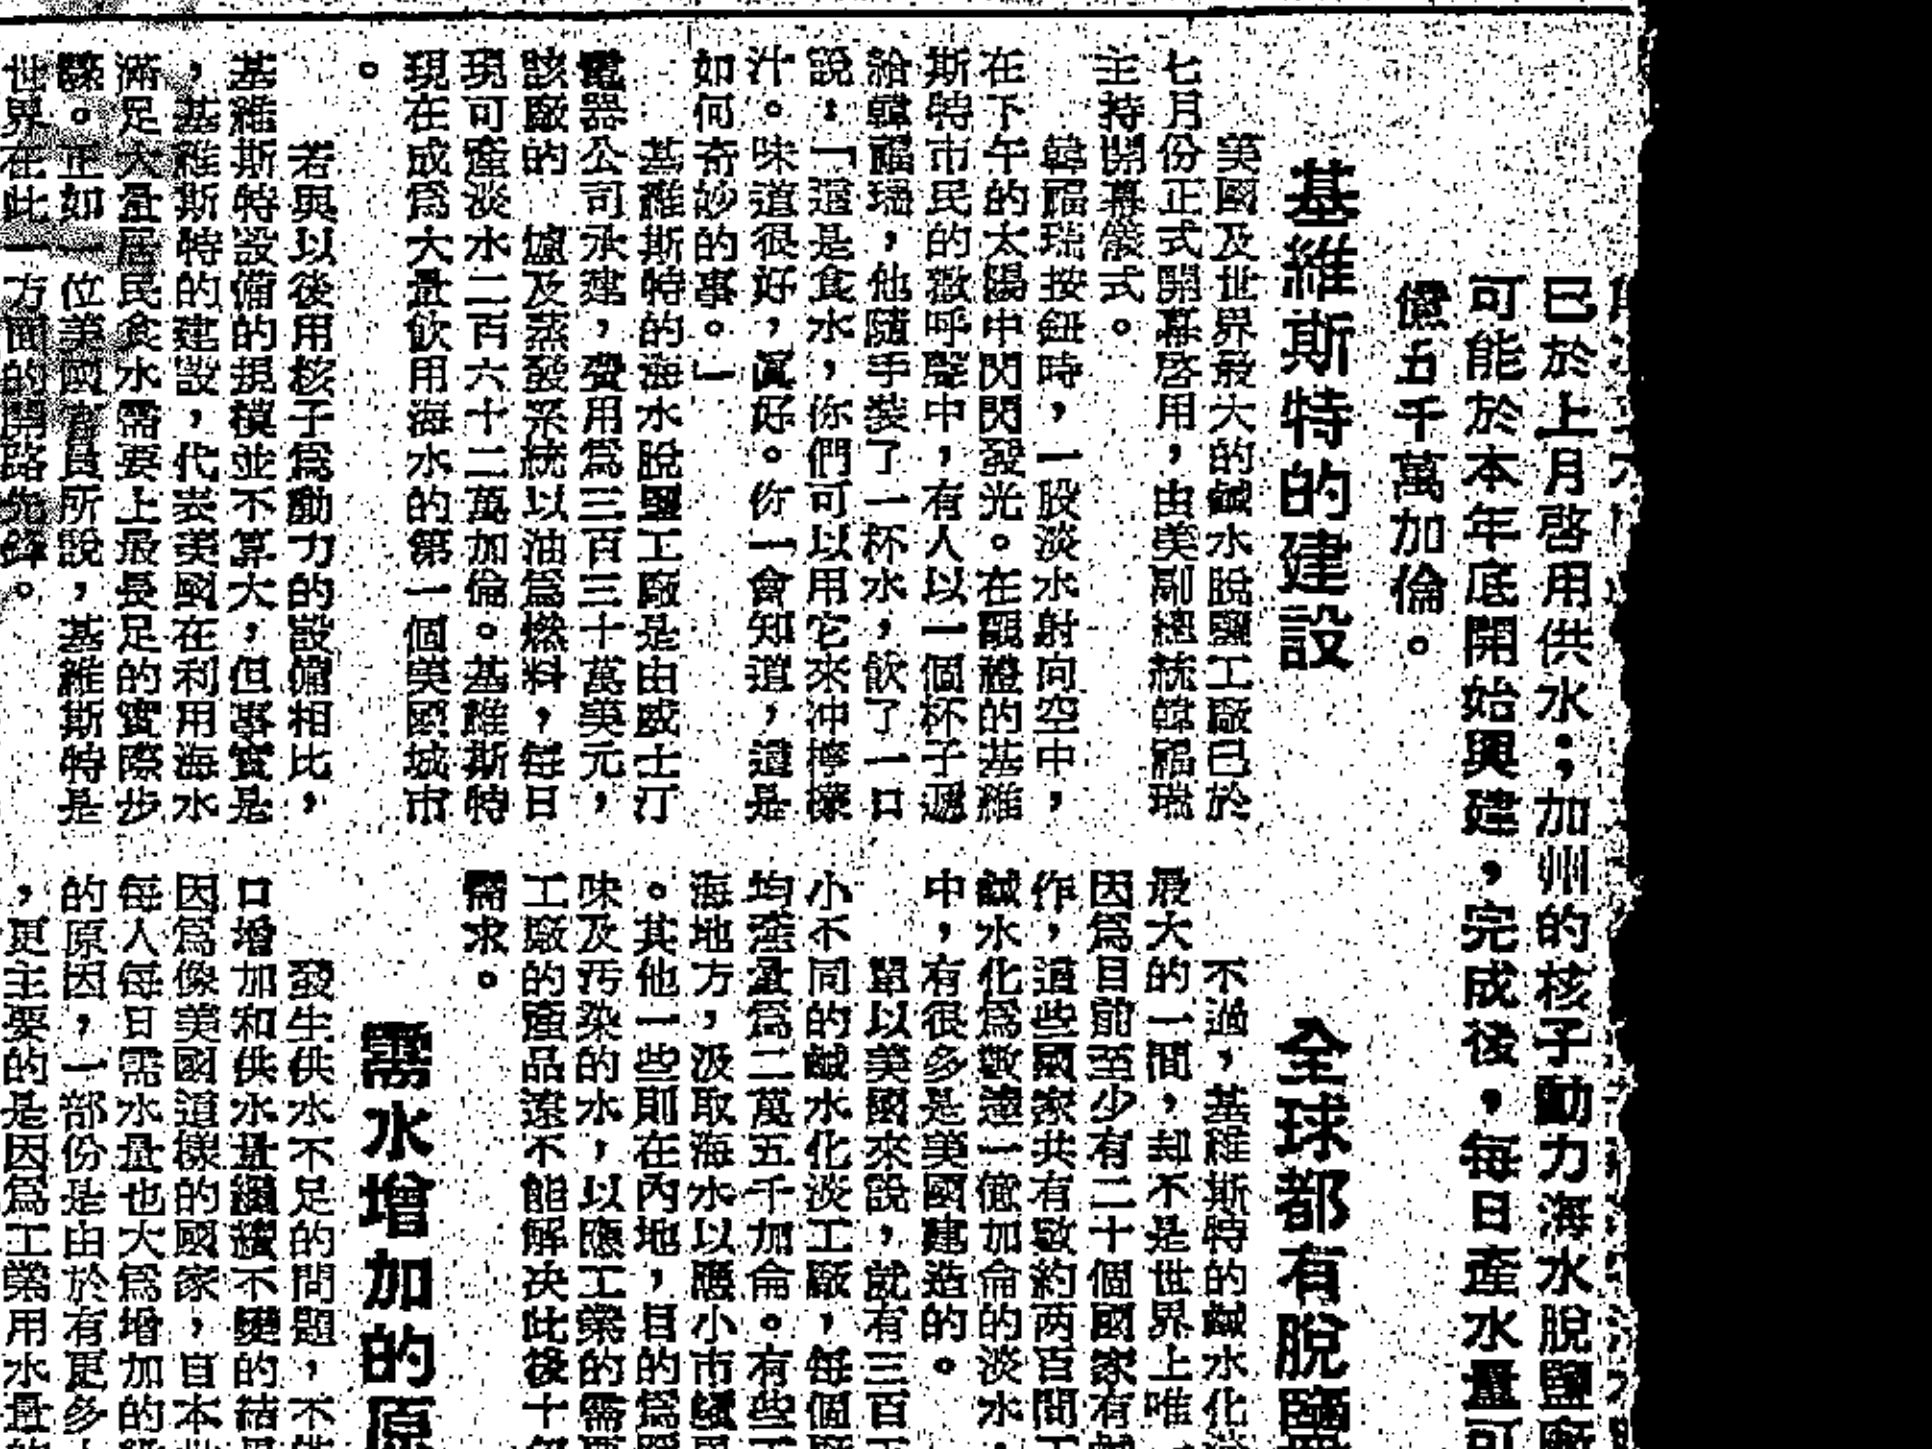 已於上月啓用供水；加州的核子動力海水脫鹽廠
可能於本年底開始興建，完成後，每日產水量可
億五千萬加倫。
基維斯特的建設
美國及世界最大的鹹水脫鹽工廠已於
七月份正式開幕啓用，由美副總統韓福瑞
主持開幕儀式。
韓福瑞按鈕時，一股淡水射向空中，
在下午的太陽中閃閃發光。在觀禮的基維
斯特市民的歡呼聲中，有人以一個杯子遞
給韓福瑞，他隨手裝了一杯水，飲了一口
說：「這是食水，你們可以用它來冲檸檬
汁。味道很好，眞好。你一會知道，這是
如何奇妙的事。」
基維斯特的海水脫鹽工廠是由威士汀
電器公司承建，費用爲三百三十萬美元，
該廠的 爐及蒸發系統以油爲燃料，每日
現可產淡水二百六十二萬加倫。基維斯特
現在成爲大量飲用海水的第一個美國城市
。
若與以後用核子爲動力的設備相比，
基維斯特設備的規模並不算大，但事實是
，基維斯特的建設，代表美國在利用海水
滿足大量居民食水需要上最長足的實際步
驟。正如一位美國官員所說，基維斯特是
世界在此一方面的開路先鋒。
全球都有脫鹽
不過，基維斯特的鹹水化淡
最大的一間，却不是世界上唯一
因爲目前至少有二十個國家有鹹
作，這些國家共有數約两百間工
鹹水化爲數達一億加侖的淡水
中，有很多是美國建造的。
單以美國來說，就有三百
小不同的鹹水化淡工廠，每個廠
均產量爲二萬五千加侖。有些工
海地方，汲取海水以應小市鎮
。其他一些則在內地，目的爲
味及汚染的水，以應工業的需要
工廠的產品還不能解决此後十年
需求。
需水增加的原
發生供水不足的問題，不
口增加和供水量繼續不變的結果
因爲像美國這樣的國家，自本世
每人每日需水量也大爲增加的
的原因，一部份是由於有更多
，更主要的是因爲工業用水量的